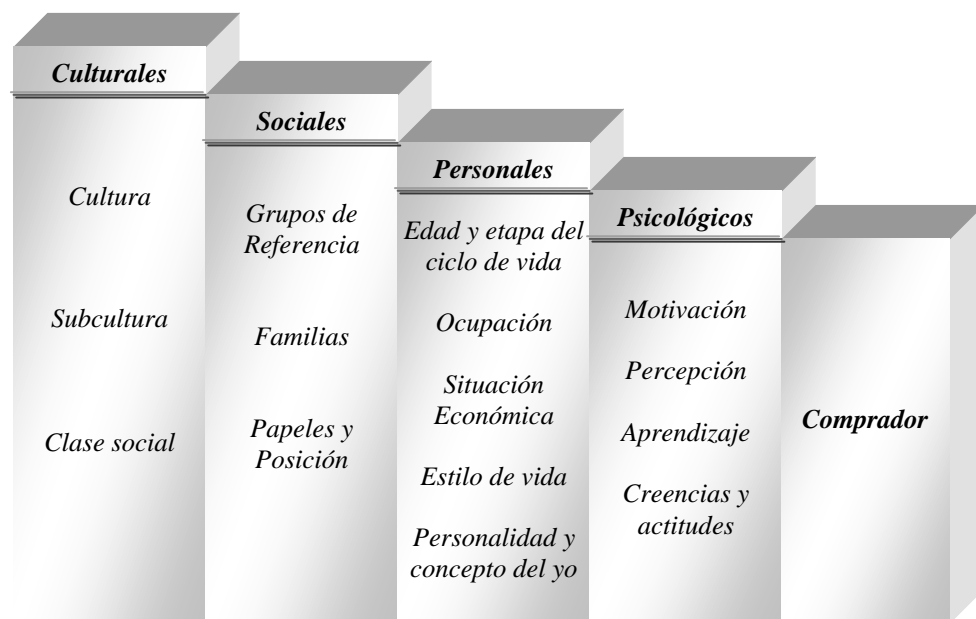 Culturales
Cultura
Subcultura
Clase social
Sociales
Grupos de
Referencia
Familias
Papeles y
Posición
Personales
Edad y etapa del
ciclo de vida
Ocupación
Situación
Económica
Estilo de vida
Personalidad y
concepto del yo
Psicológicos
Motivación
Percepción
Aprendizaje
Creencias y
actitudes
Comprador